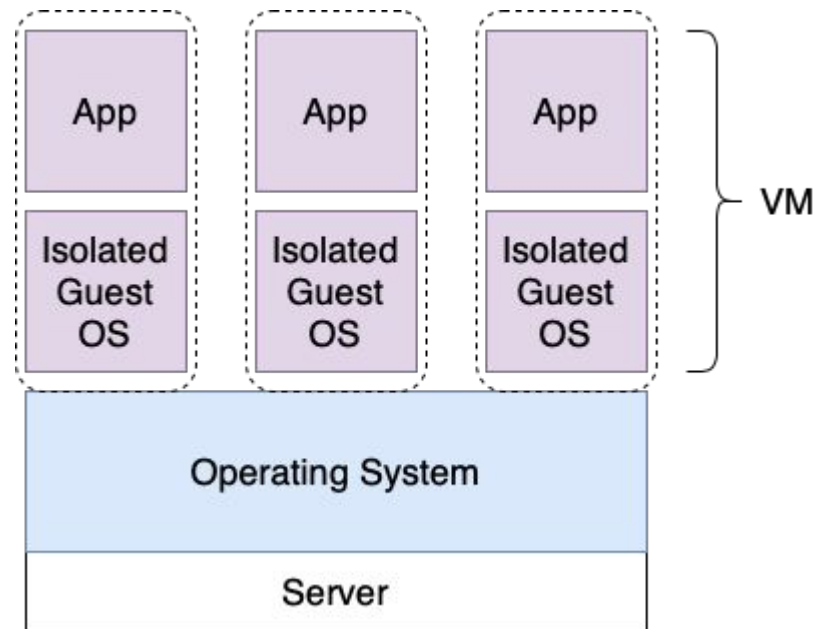 App
App
App
VM
Isolated
Guest
OS
Isolated
Guest
OS
Isolated
Guest
OS
Operating System
Server